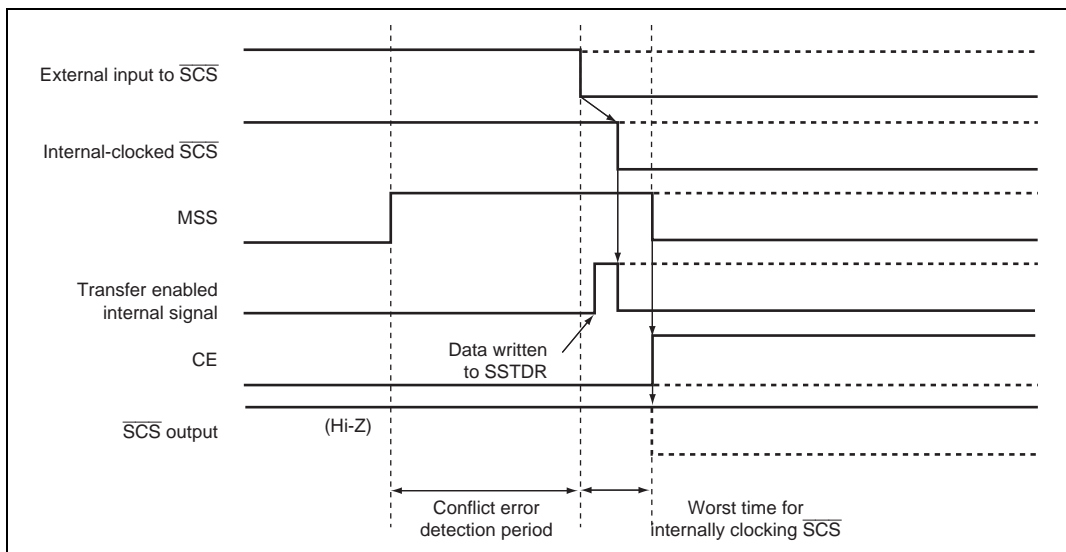 External input to SCS
Internal-clocked SCS
MSS
Transfer enabled
internal signal
Data written
to SSTDR
CE
(Hi-Z)
SCS output
Conflict error
detection period
Worst time for
internally clocking SCS